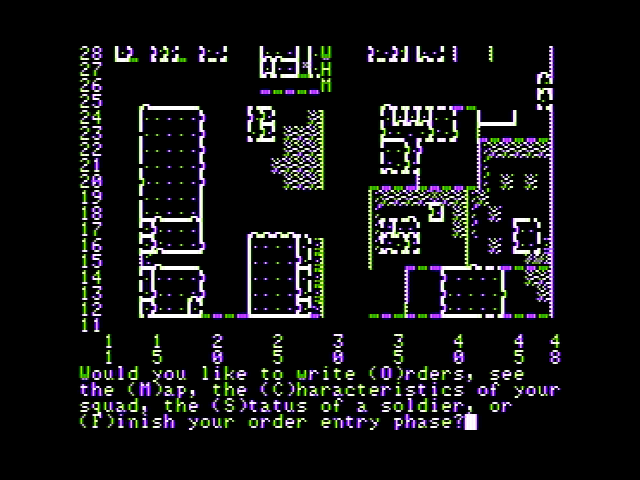 28
27
26
25
24
23
22
21
20
19
18
17
16
15
14
13
12
11
W
H
M
1 1 2 2 3 3 4 4 4
1 5 0 5 0 5 0 5 8
Would you like to write (O)rders, see
the (M)ap, the (C)haracteristics of your
squad, the (S)tatus of a soldier, or
(F)inish your order entry phase?